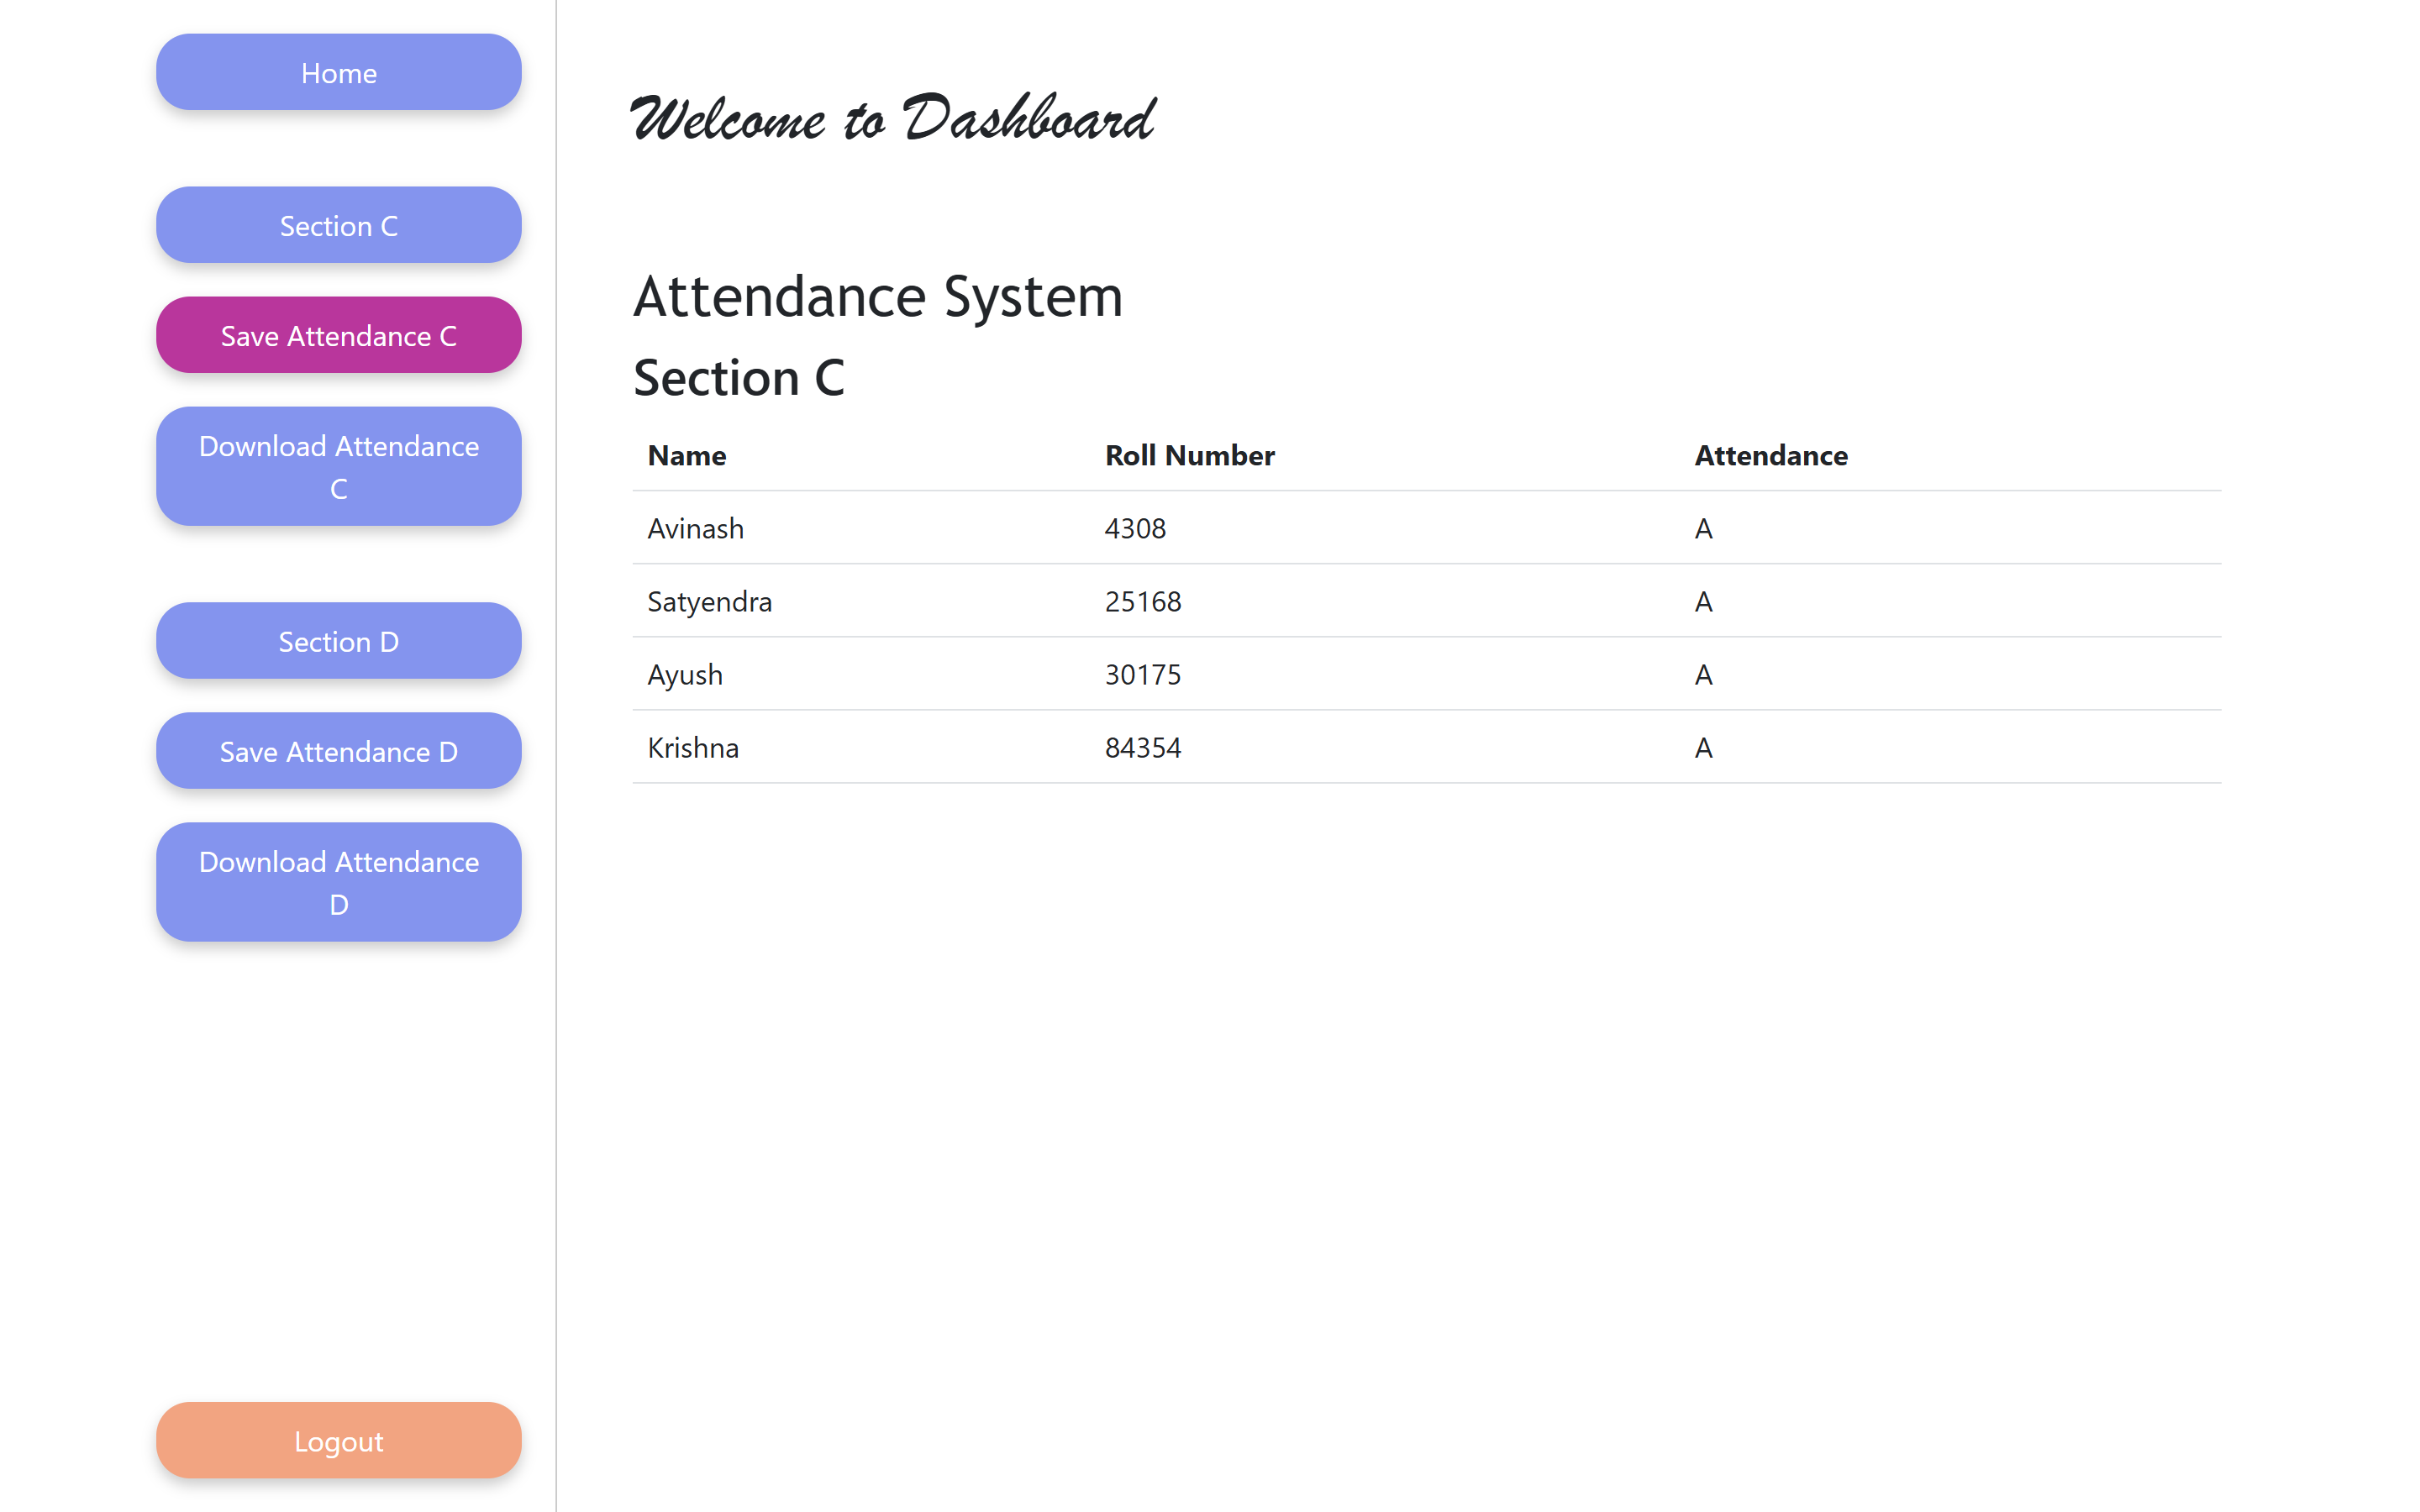 Home
Section C
Save Attendance C
Download Attendance
C
Section D
Save Attendance D
Download Attendance
D
Logout
Welcome to Dashboard
Attendance System
Section C
Name Roll Number Attendance
Avinash 4308 A
Satyendra 25168 A
Ayush 30175 A
Krishna 84354 A